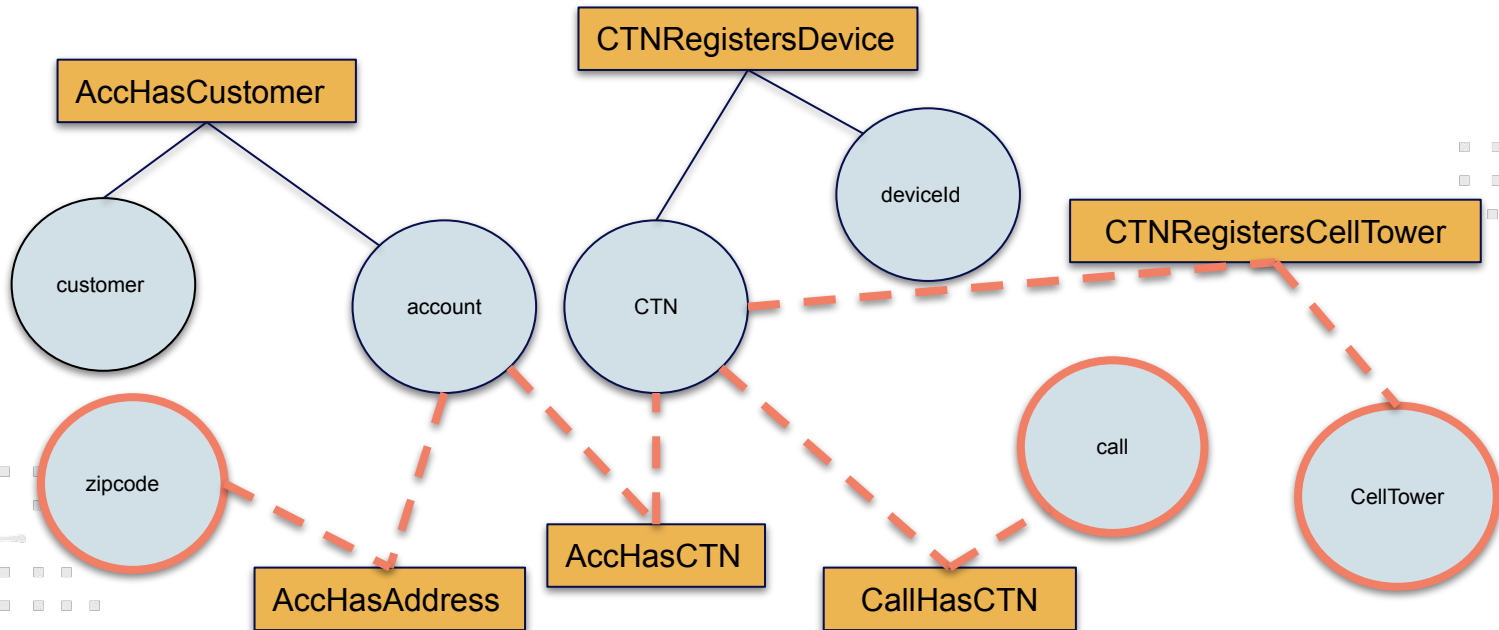 CTNRegistersDevice
AccHasCustomer
deviceId
CTNRegistersCellTower
customer
account
CTN
call
zipcode
CellTower
AccHasCTN
AccHasAddress
CallHasCTN